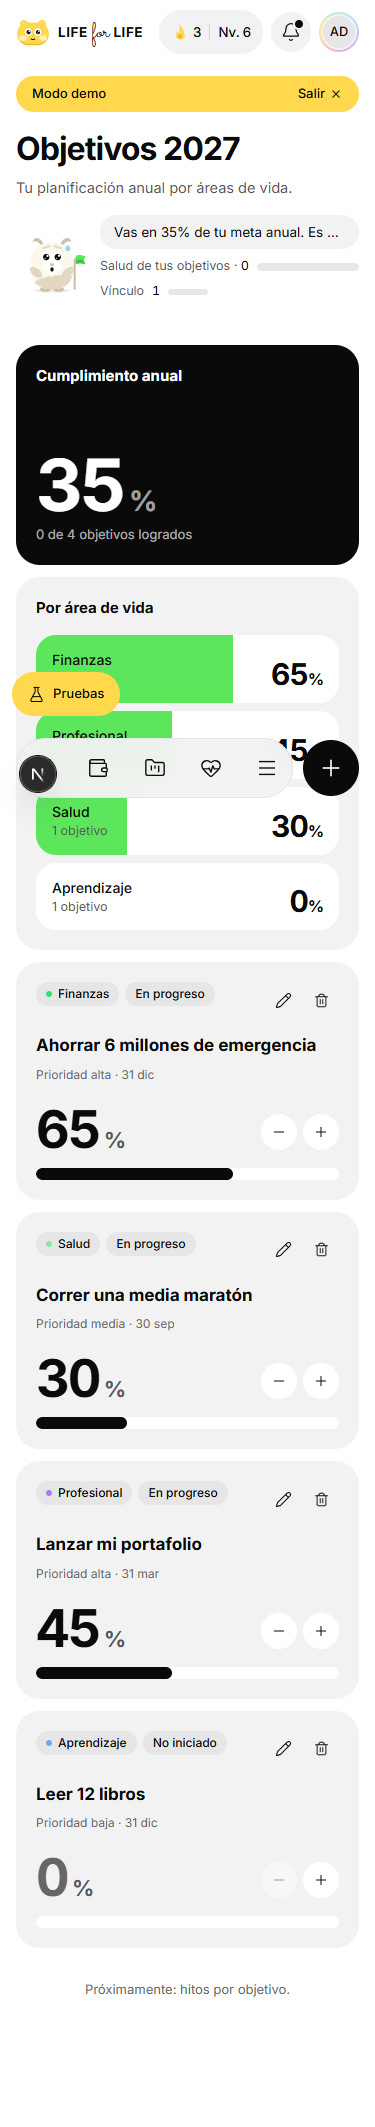 LIFE for LIFE
3
Nv. 6
AD
Modo demo
Salir ×
Objetivos 2027
Tu planificación anual por áreas de vida.
Vas en 35% de tu meta anual. Es ...
Salud de tus objetivos · 0
Vínculo 1
Cumplimiento anual
35 %
0 de 4 objetivos logrados
Por área de vida
Finanzas
65%
Pruebas
Profesional
N
Salud
1 objetivo
30%
Aprendizaje
1 objetivo
0%
Finanzas
En progreso
Ahorrar 6 millones de emergencia
Prioridad alta · 31 dic
65 %
Salud
En progreso
Correr una media maratón
Prioridad media · 30 sep
30 %
Profesional
En progreso
Lanzar mi portafolio
Prioridad alta · 31 mar
45 %
Aprendizaje
No iniciado
Leer 12 libros
Prioridad baja · 31 dic
0 %
Próximamente: hitos por objetivo.